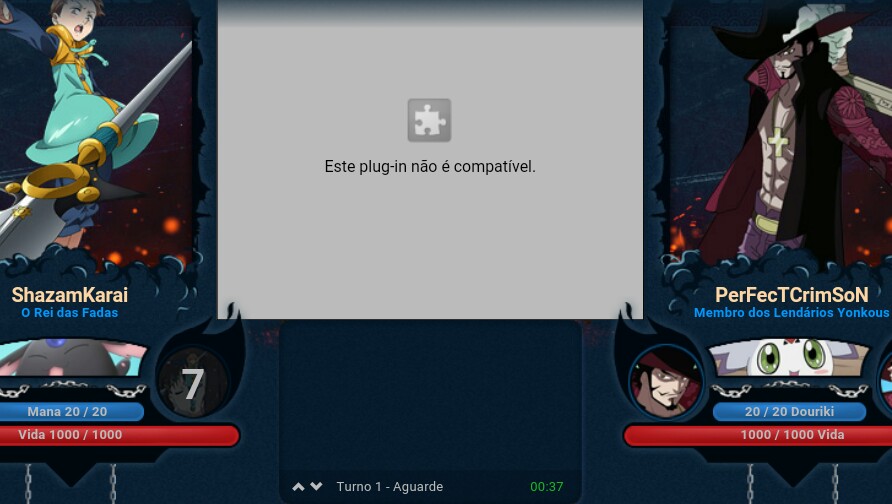 Este plug-in não é compatível.
ShazamKarai
O Rei das Fadas
PerFecTCrimSoN
Membro dos Lendários Yonkous
7
Mana 20 / 20
20 / 20 Douriki
Vida 1000 / 1000
1000 / 1000 Vida
Turno 1 - Aguarde
00:37